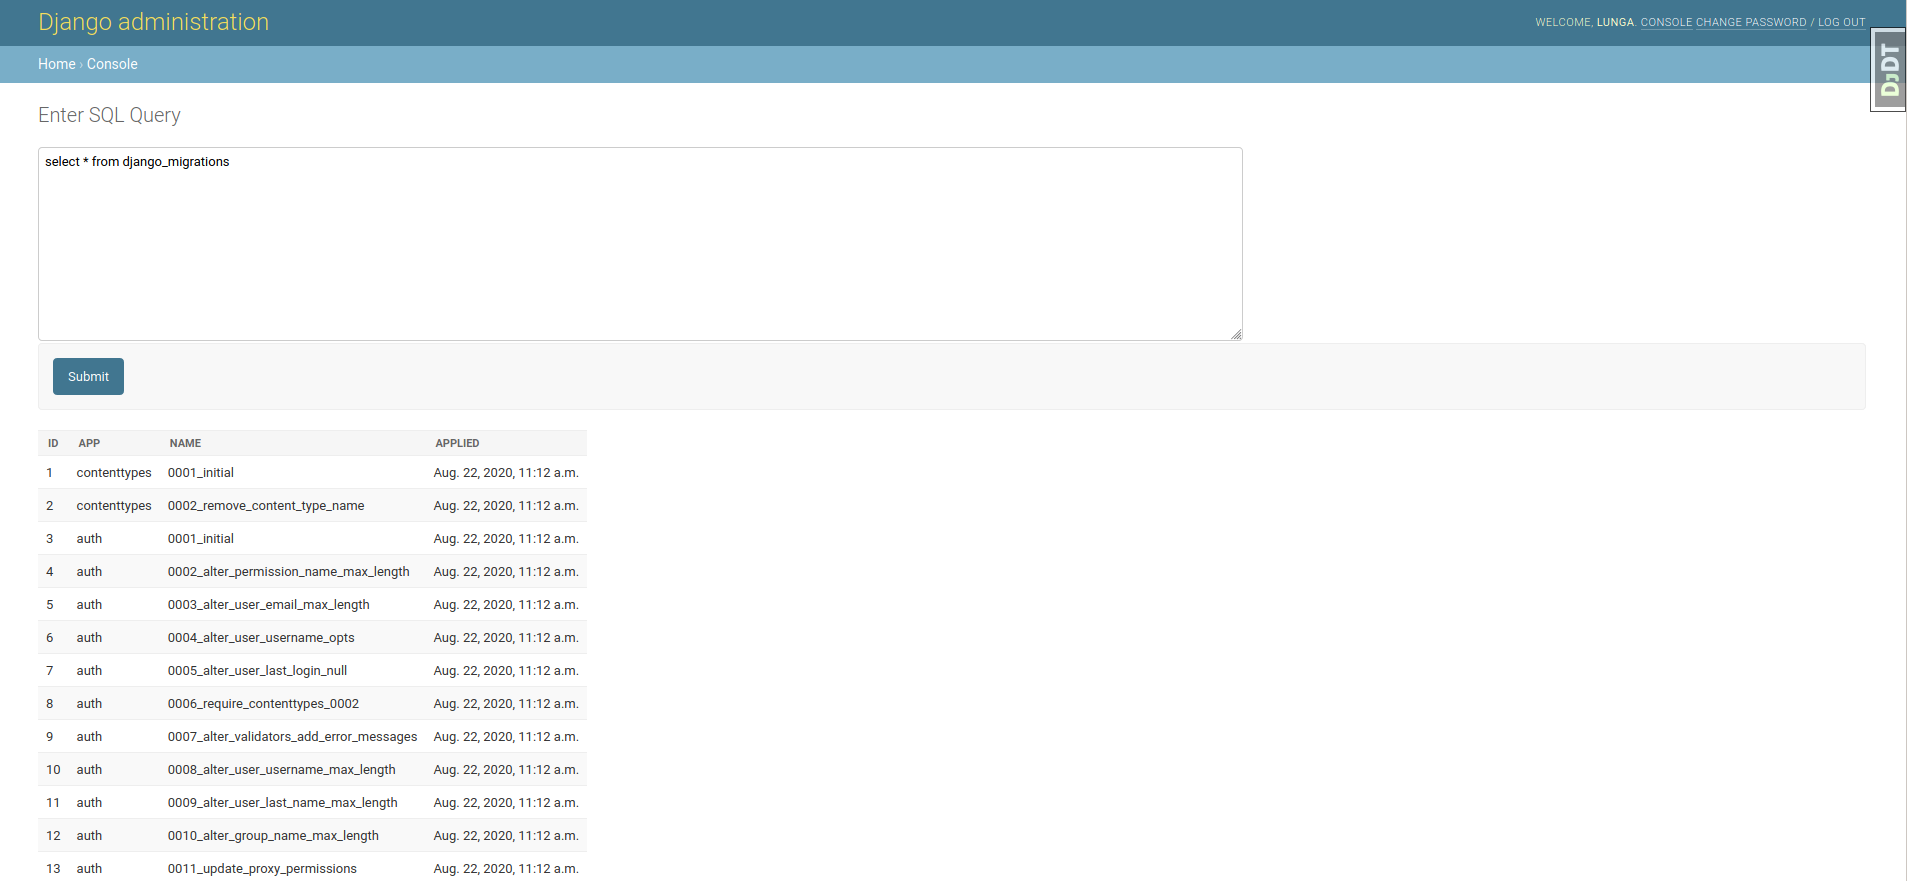 Django administration
WELCOME, LUNGA. CONSOLE CHANGE PASSWORD / LOG OUT
DjDT
Home › Console
Enter SQL Query
select * from django_migrations
Submit
ID APP NAME APPLIED
1 contenttypes 0001_initial Aug. 22, 2020, 11:12 a.m.
2 contenttypes 0002_remove_content_type_name Aug. 22, 2020, 11:12 a.m.
3 auth 0001_initial Aug. 22, 2020, 11:12 a.m.
4 auth 0002_alter_permission_name_max_length Aug. 22, 2020, 11:12 a.m.
5 auth 0003_alter_user_email_max_length Aug. 22, 2020, 11:12 a.m.
6 auth 0004_alter_user_username_opts Aug. 22, 2020, 11:12 a.m.
7 auth 0005_alter_user_last_login_null Aug. 22, 2020, 11:12 a.m.
8 auth 0006_require_contenttypes_0002 Aug. 22, 2020, 11:12 a.m.
9 auth 0007_alter_validators_add_error_messages Aug. 22, 2020, 11:12 a.m.
10 auth 0008_alter_user_username_max_length Aug. 22, 2020, 11:12 a.m.
11 auth 0009_alter_user_last_name_max_length Aug. 22, 2020, 11:12 a.m.
12 auth 0010_alter_group_name_max_length Aug. 22, 2020, 11:12 a.m.
13 auth 0011_update_proxy_permissions Aug. 22, 2020, 11:12 a.m.